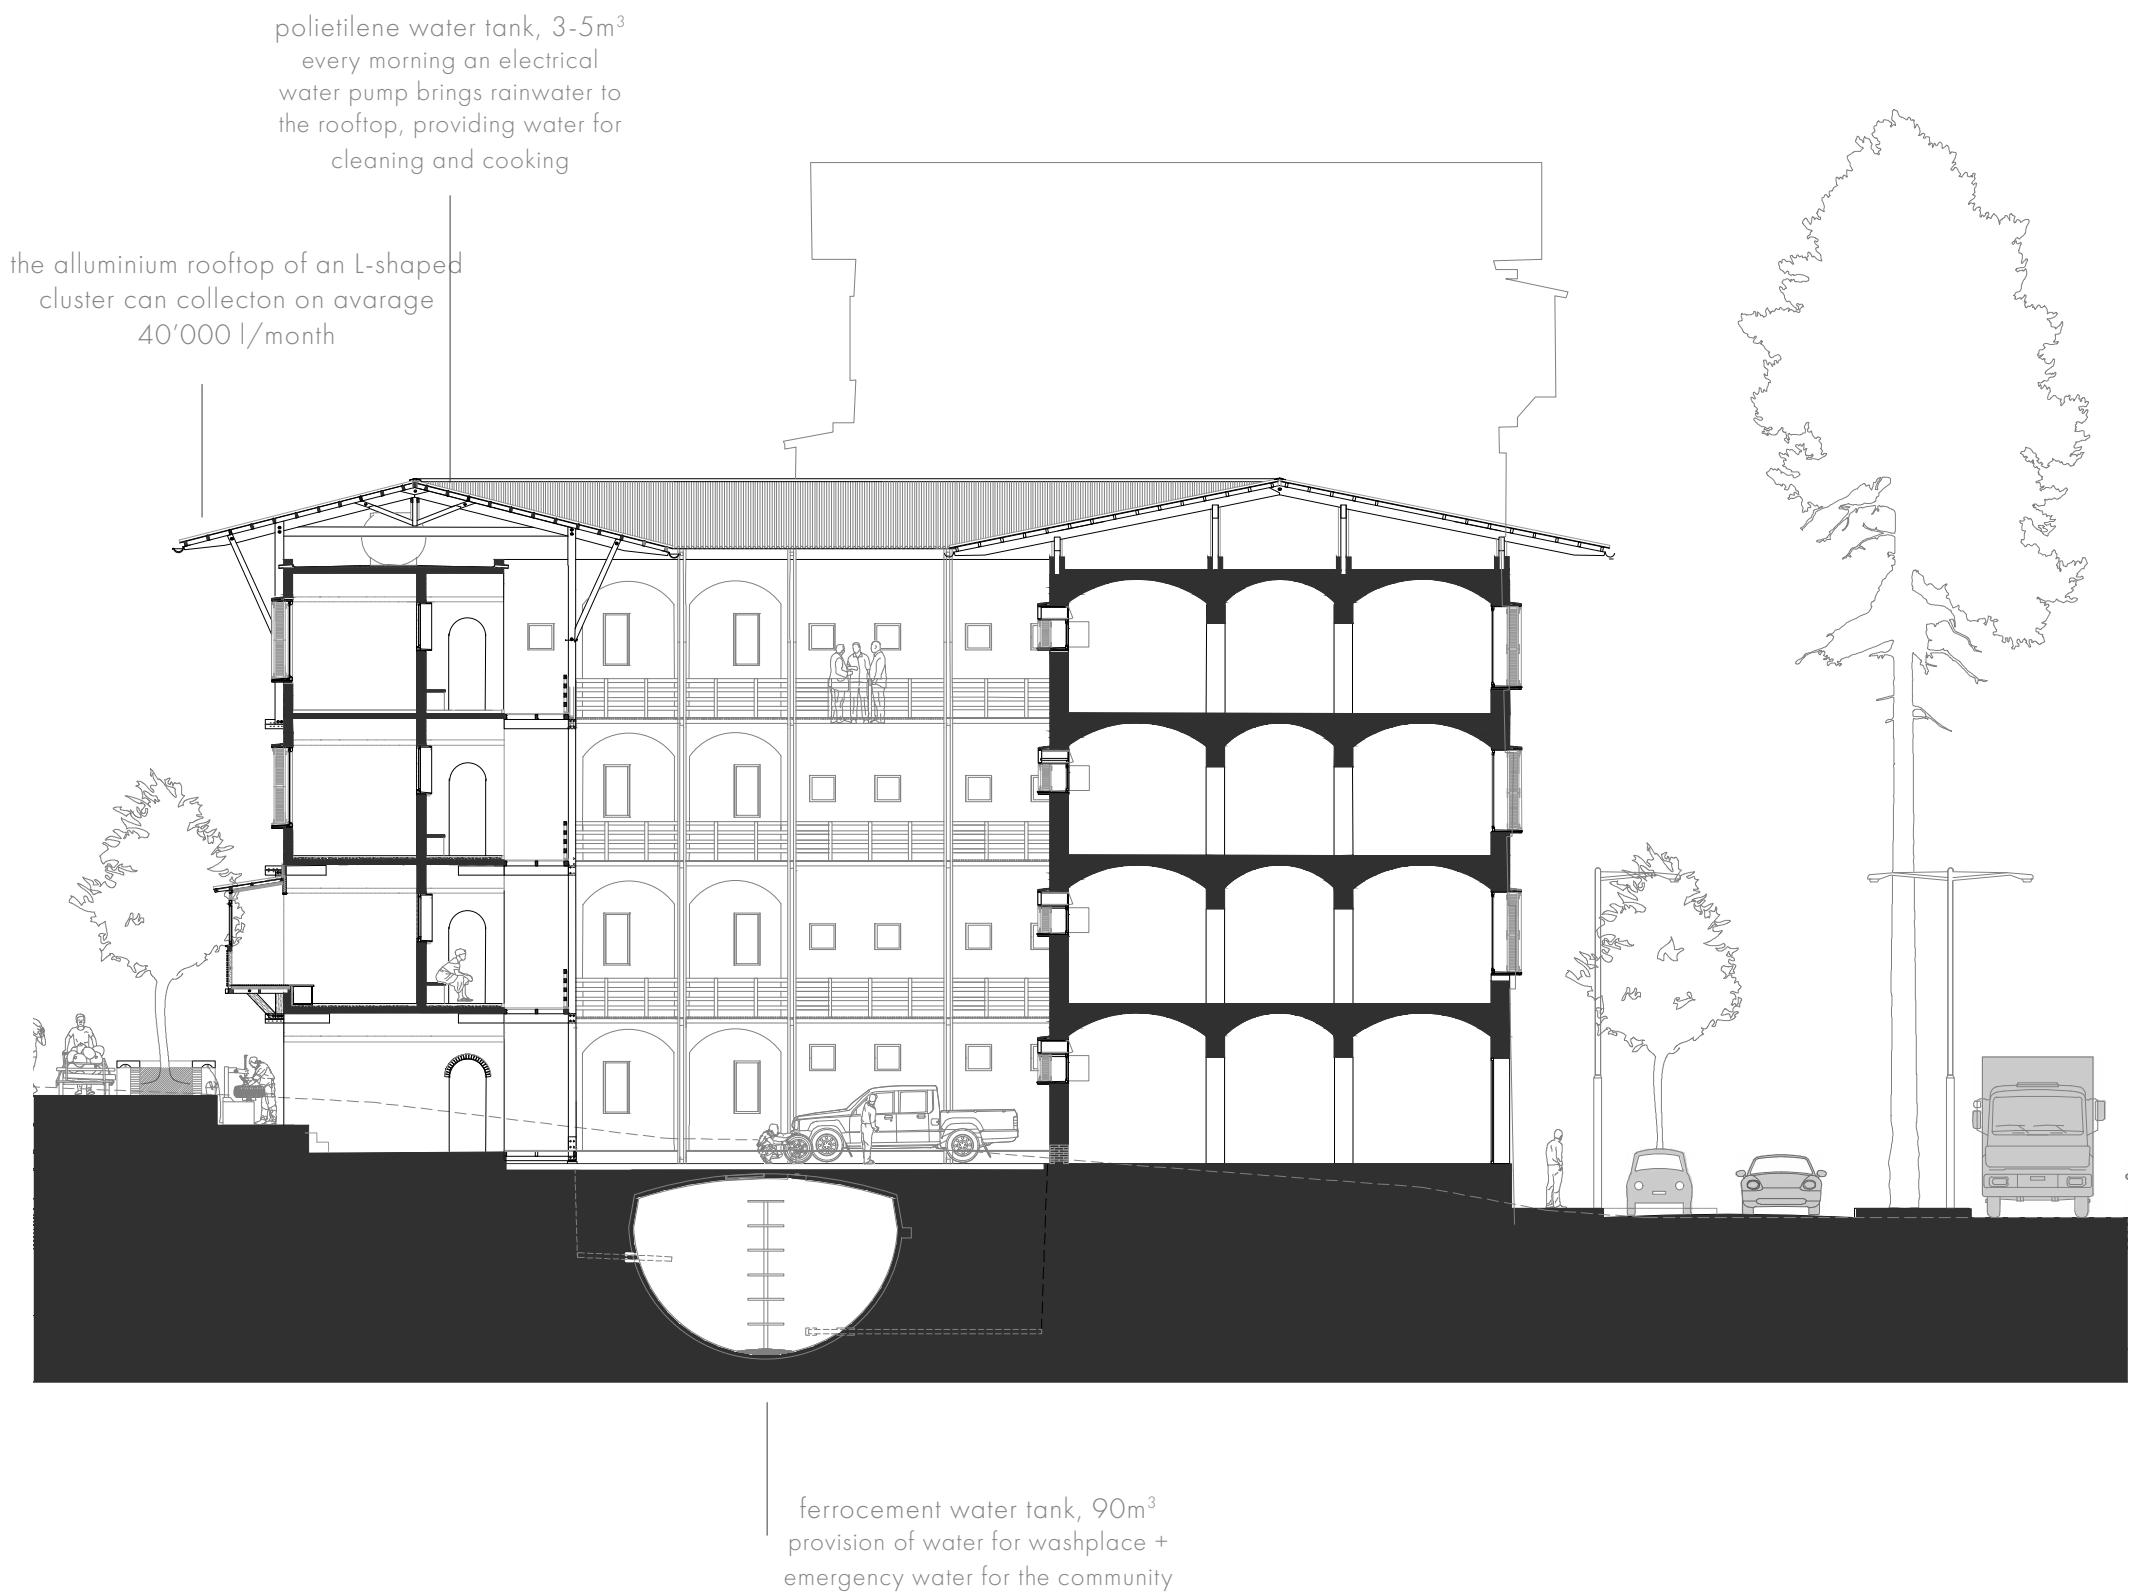 polietilene water tank, 3-5m³
every morning an electrical
water pump brings rainwater to
the rooftop, providing water for
cleaning and cooking
the alluminium rooftop of an L-shaped
cluster can collecton on avarage
40'000 l/month
ferrocement water tank, 90m³
provision of water for washplace +
emergency water for the community